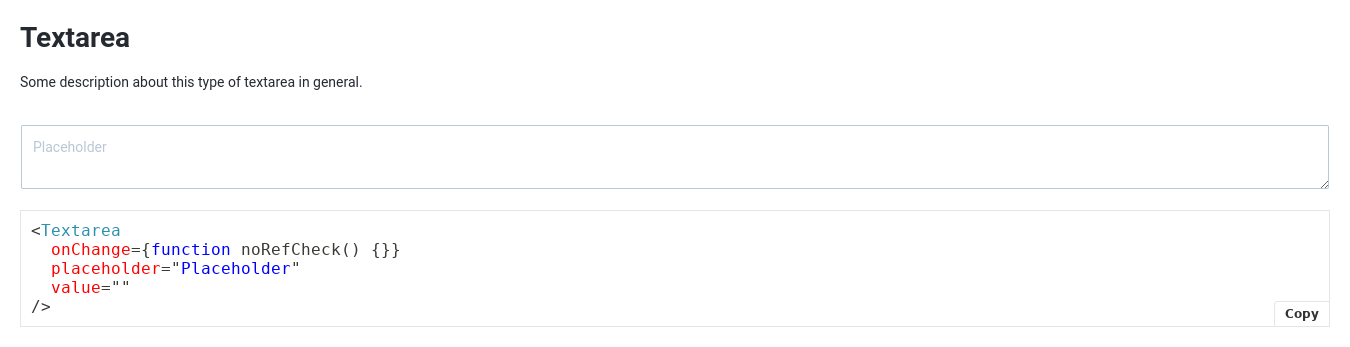 Textarea
Some description about this type of textarea in general.
Placeholder
<Textarea
  onChange={function noRefCheck() {}}
  placeholder="Placeholder"
  value=""
/>
Copy